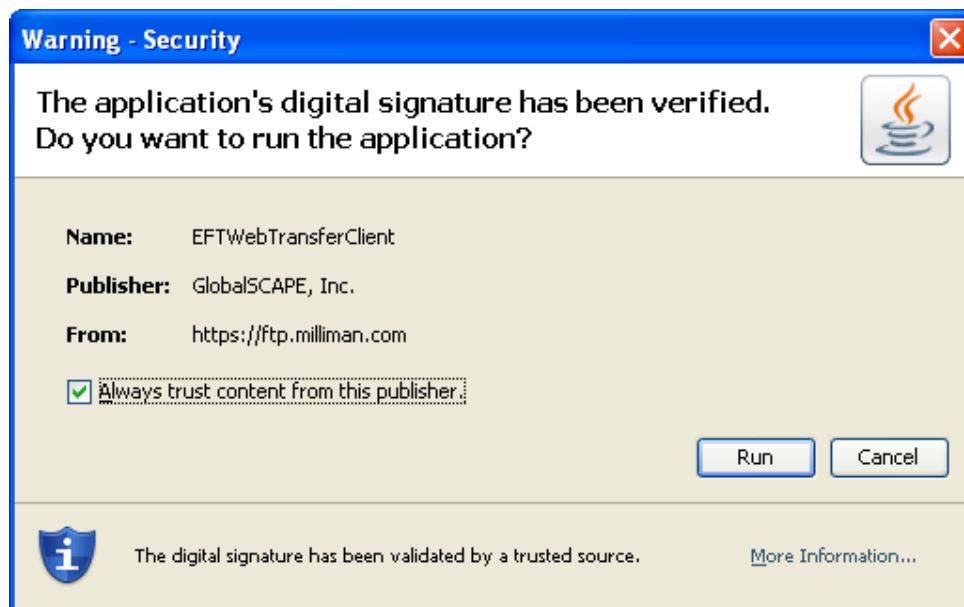 Warning - Security
The application's digital signature has been verified.
Do you want to run the application?
Name: EFTWebTransferClient
Publisher: GlobalSCAPE, Inc.
From: https://ftp.milliman.com
Always trust content from this publisher.
Run Cancel
The digital signature has been validated by a trusted source. More Information...